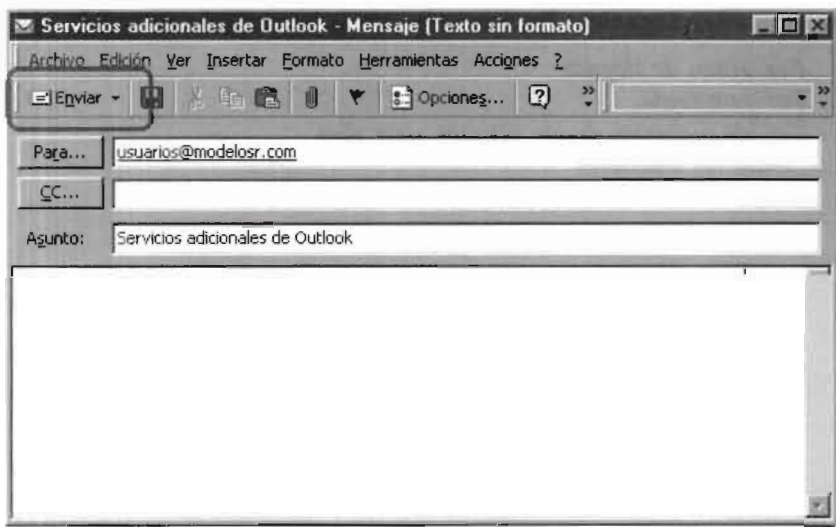 Servicios adicionales de Outlook - Mensaje (Texto sin formato)
Archivo Edición Ver Insertar Formato Herramientas Acciones ?
Enviar Opciones... ?
Para... usuarios@modelosr.com
CC...
Asunto: Servicios adicionales de Outlook